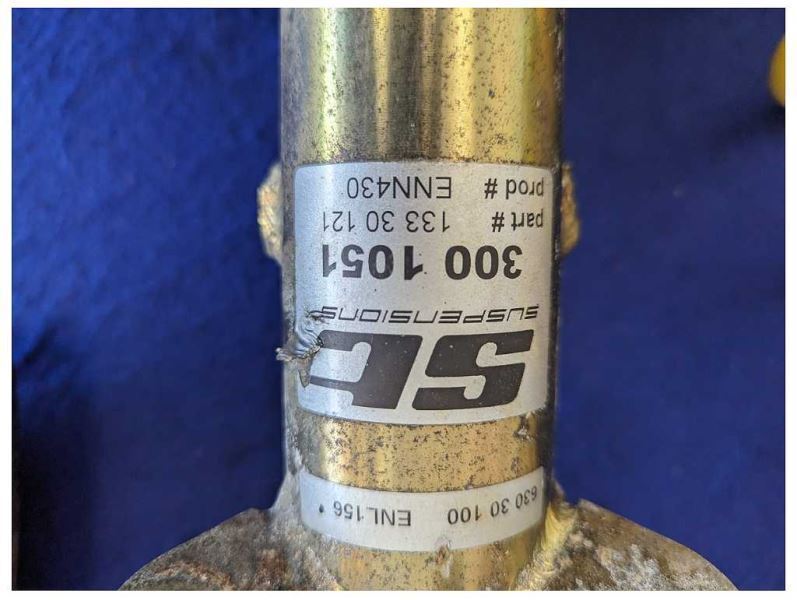 630 30 100 ENL156 *
SC
SUSPENSIONS
300 1051
part # 133 30 121
prod # ENN430